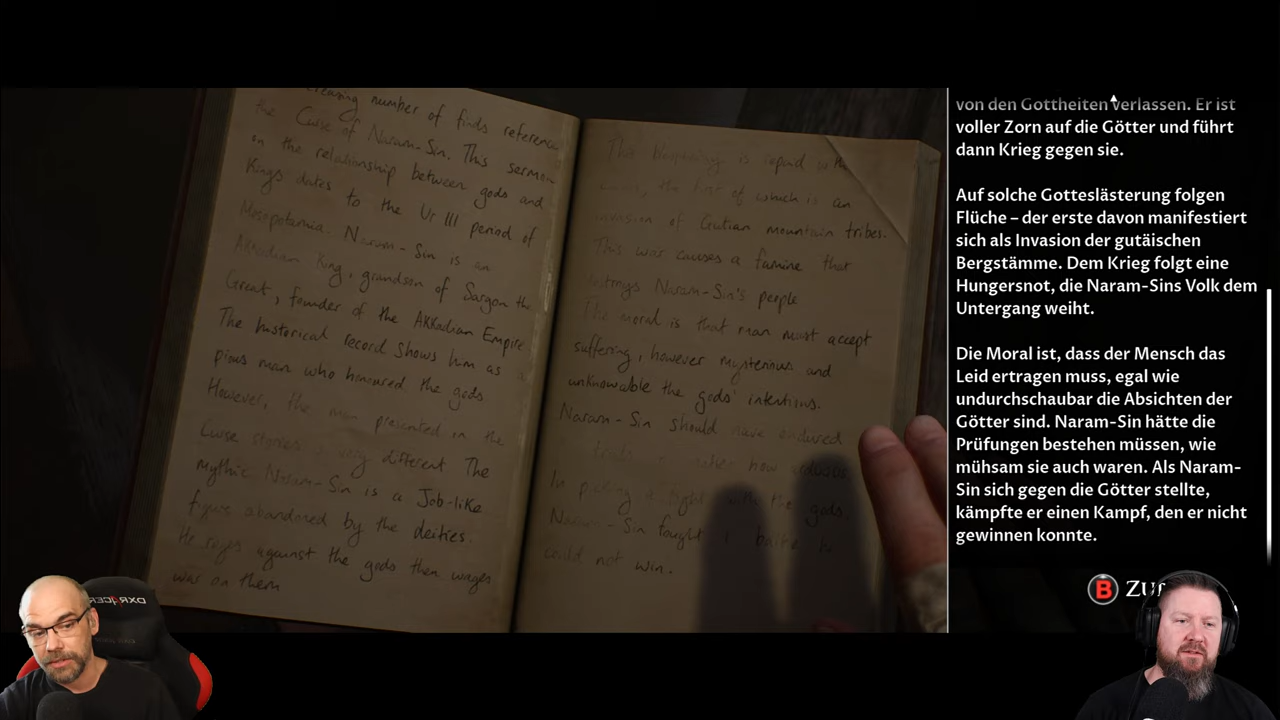 creasing number of finds reference
the Curse of Naram-Sin. This sermon
on the relationship between gods and
Kings dates to the Ur III period of
Mesopotamia. Naram-Sin is an
Akkadian King, grandson of Sargon the
Great, founder of the Akkadian Empire
The historical record shows him as a
pious man who honoured the gods
However, the man presented in the
Curse stories is very different The
mythic Naram-Sin is a Job-like
figure abandoned by the deities.
He rages against the gods then wages
war on them
This blasphemy is repaid with
the first of which is an
invasion of Gutian mountain tribes.
This war causes a famine that
destroys Naram-Sin's people
The moral is that man must accept
suffering, however mysterious and
unknowable the gods' intentions.
Naram-Sin should have endured
how arduous
In picking a fight with the gods,
Naram-Sin fought a battle he
could not win.
von den Gottheiten verlassen. Er ist
voller Zorn auf die Götter und führt
dann Krieg gegen sie.
Auf solche Gotteslästerung folgen
Flüche – der erste davon manifestiert
sich als Invasion der gutäischen
Bergstämme. Dem Krieg folgt eine
Hungersnot, die Naram-Sins Volk dem
Untergang weiht.
Die Moral ist, dass der Mensch das
Leid ertragen muss, egal wie
undurchschaubar die Absichten der
Götter sind. Naram-Sin hätte die
Prüfungen bestehen müssen, wie
mühsam sie auch waren. Als Naram-
Sin sich gegen die Götter stellte,
kämpfte er einen Kampf, den er nicht
gewinnen konnte.
B